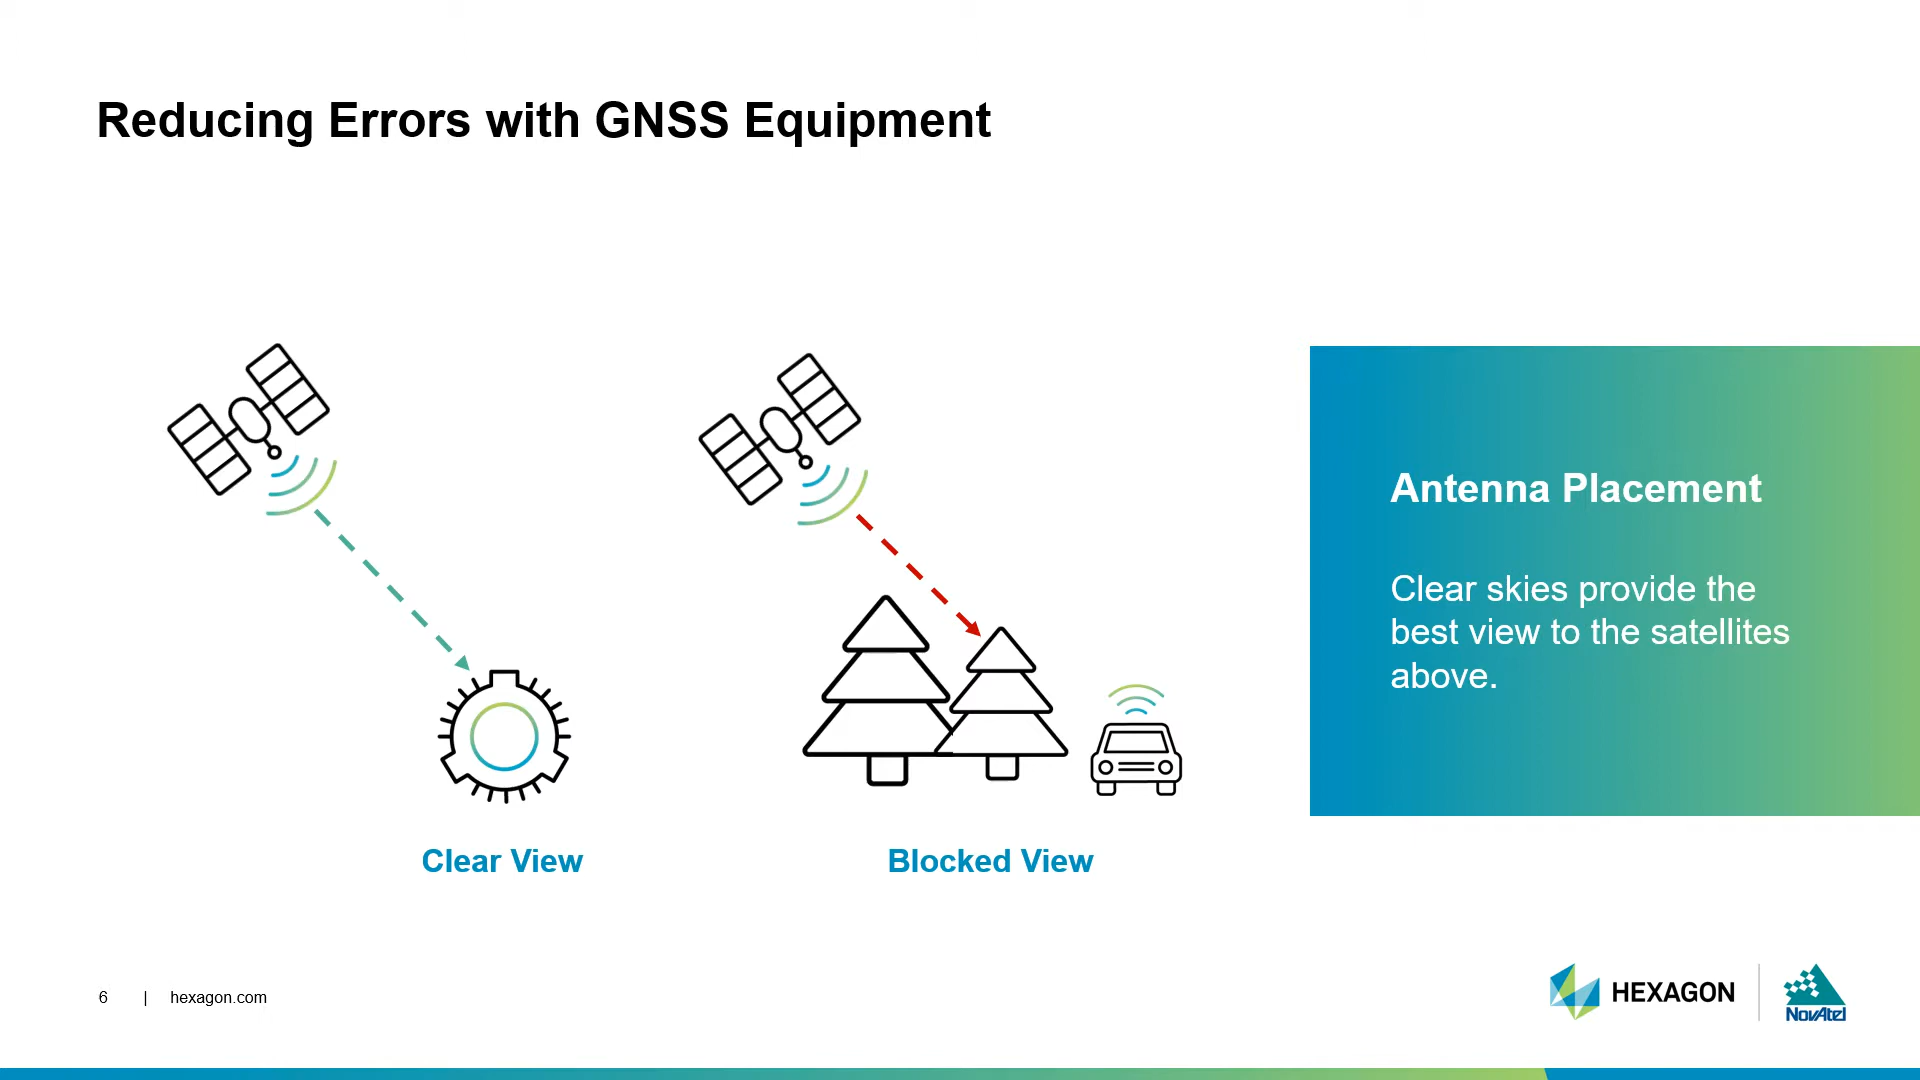 Reducing Errors with GNSS Equipment
Antenna Placement
Clear skies provide the
best view to the satellites
above.
Clear View
Blocked View
6 | hexagon.com
HEXAGON
NovAtel